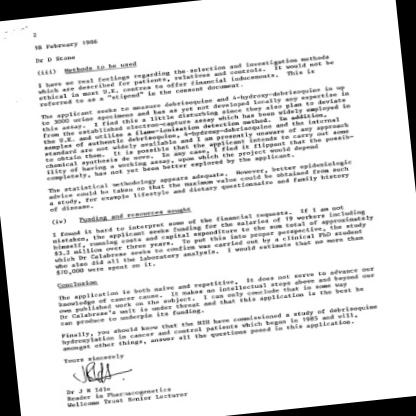 2
18 February 1986
Dr D Stone
(iii) Methods to be used
I have no real feelings regarding the selection and investigation methods
which are described for patients, relatives and controls. It would not be
ethical in most U.K. centres to offer financial inducements. This is
referred to as a "stipend" in the consent document.
The applicant seeks to measure debrisoquine and 4-hydroxy-debrisoquine in up
to 3000 urine specimens and has as yet not developed locally any expertise in
this assay. I find this a little disturbing since they also plan to deviate
from the established electron-capture assay which has been widely employed in
the U.K. and utilise a flame-ionisation detection method. In addition,
samples of authentic debrisoquine, 4-hydroxy-debrisoquine and the internal
standard are not widely available and I am presently unaware of any approach
to obtain them. It is possible that the applicant intends to carry out some
chemical synthesis de novo. In any case, I find it flippant that the possib-
ility of having a working assay, upon which the project would depend
completely, has not yet been better explored by the applicant.
The statistical methodology appears adequate. However, better epidemiologic
advice could be taken so that the maximum value could be obtained from such
a study, for example lifestyle and dietary questionnaire and family history
of disease.
(iv) Funding and resources sought
I found it hard to interpret some of the financial requests. If I am not
mistaken, the applicant seeks funding for the salaries of 19 workers including
himself, running costs and capital expenditure to the sum total of approximately
$3.2 million over three years. To put this into proper perspective, the study
which Dr Calabrese seeks to confirm was carried out by a clinical PhD student
who also did all the laboratory analysis. I would estimate that no more than
$70,000 were spent on it.
Conclusion
The application is both naive and repetitive. It does not serve to advance our
knowledge of cancer cause. It makes no intellectual steps above and beyond our
own published work on the subject. I can only conclude that in some way
Dr Calabrese's unit is under threat and that this application is the best he
can produce to underpin its funding.
Finally, you should know that the NIH have commissioned a study of debrisoquine
hydroxylation in cancer and control patients which began in 1985 and will,
amongst other things, answer all the questions posed in this application.
Yours sincerely
Dr J R Idle
Reader in Pharmacogenetics
Wellcome Trust Senior Lecturer